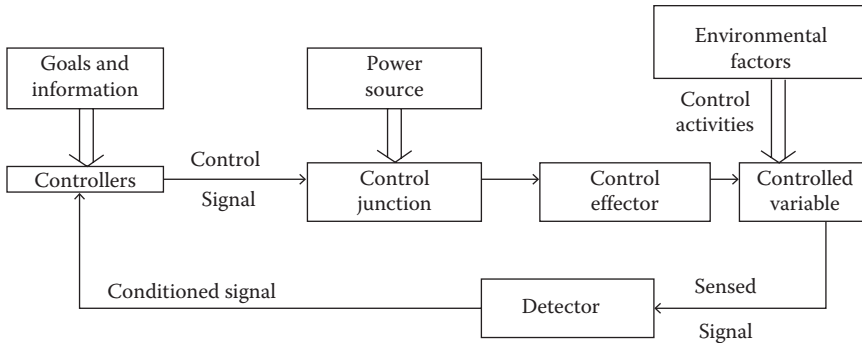 Goals and
information
Power
source
Environmental
factors
Control
activities
Controllers
Control
Signal
Control
junction
Control
effector
Controlled
variable
Conditioned signal
Detector
Sensed
Signal